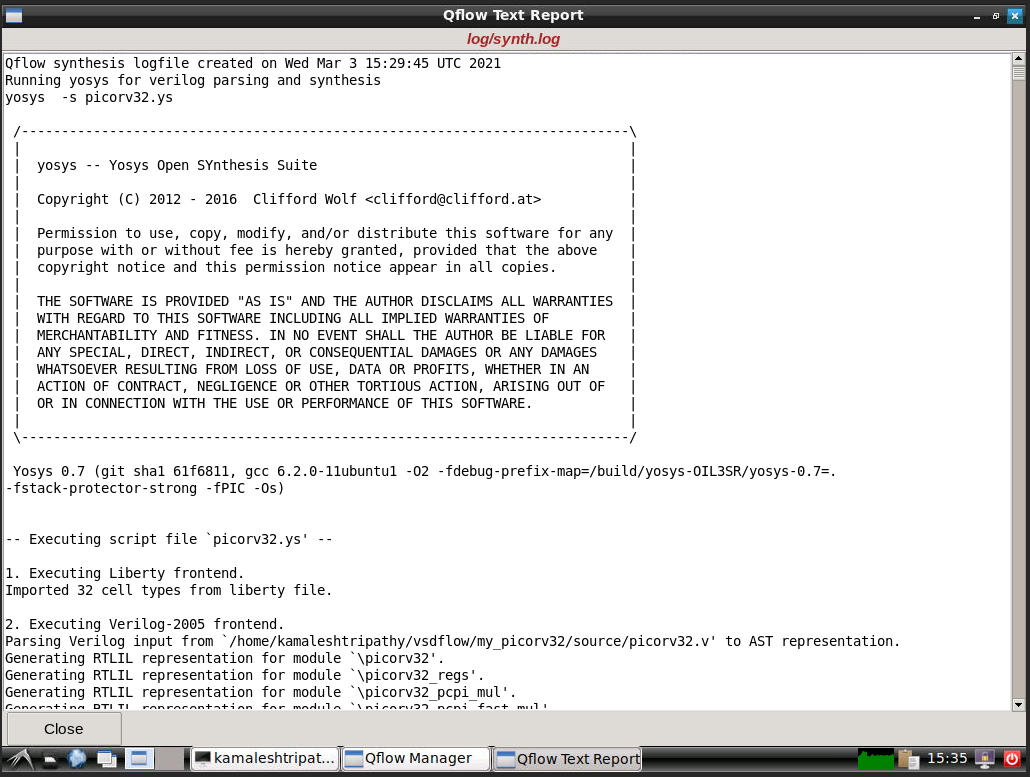 Qflow Text Report
log/synth.log
Qflow synthesis logfile created on Wed Mar 3 15:29:45 UTC 2021
Running yosys for verilog parsing and synthesis
yosys  -s picorv32.ys
/----------------------------------------------------------------------------\
|                                                                            |
|  yosys -- Yosys Open SYnthesis Suite                                       |
|                                                                            |
|  Copyright (C) 2012 - 2016  Clifford Wolf <clifford@clifford.at>           |
|                                                                            |
|  Permission to use, copy, modify, and/or distribute this software for any  |
|  purpose with or without fee is hereby granted, provided that the above    |
|  copyright notice and this permission notice appear in all copies.         |
|                                                                            |
|  THE SOFTWARE IS PROVIDED "AS IS" AND THE AUTHOR DISCLAIMS ALL WARRANTIES  |
|  WITH REGARD TO THIS SOFTWARE INCLUDING ALL IMPLIED WARRANTIES OF          |
|  MERCHANTABILITY AND FITNESS. IN NO EVENT SHALL THE AUTHOR BE LIABLE FOR   |
|  ANY SPECIAL, DIRECT, INDIRECT, OR CONSEQUENTIAL DAMAGES OR ANY DAMAGES    |
|  WHATSOEVER RESULTING FROM LOSS OF USE, DATA OR PROFITS, WHETHER IN AN     |
|  ACTION OF CONTRACT, NEGLIGENCE OR OTHER TORTIOUS ACTION, ARISING OUT OF   |
|  OR IN CONNECTION WITH THE USE OR PERFORMANCE OF THIS SOFTWARE.            |
|                                                                            |
\----------------------------------------------------------------------------/
Yosys 0.7 (git sha1 61f6811, gcc 6.2.0-11ubuntu1 -O2 -fdebug-prefix-map=/build/yosys-OIL3SR/yosys-0.7=.
-fstack-protector-strong -fPIC -Os)
-- Executing script file `picorv32.ys' --
1. Executing Liberty frontend.
Imported 32 cell types from liberty file.
2. Executing Verilog-2005 frontend.
Parsing Verilog input from `/home/kamaleshtripathy/vsdflow/my_picorv32/source/picorv32.v' to AST representation.
Generating RTLIL representation for module `\picorv32'.
Generating RTLIL representation for module `\picorv32_regs'.
Generating RTLIL representation for module `\picorv32_pcpi_mul'.
Generating RTLIL representation for module `\picorv32_pcpi_fast_mul'.
Close
kamaleshtripat... Qflow Manager Qflow Text Report 15:35